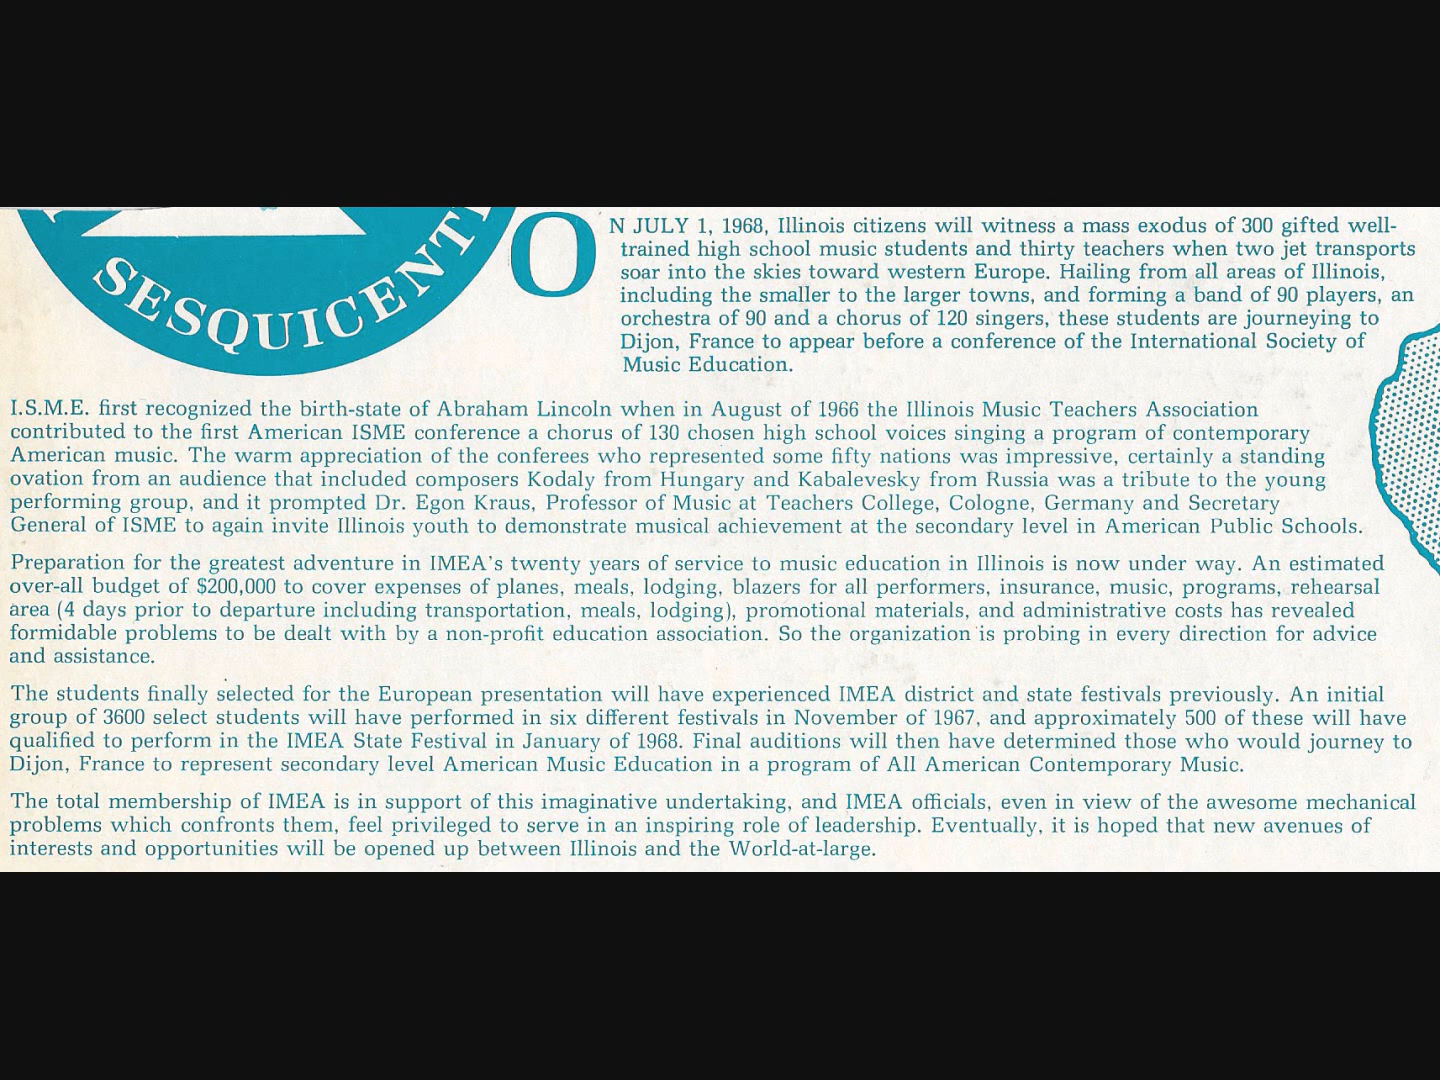 SESQUICENT
ON JULY 1, 1968, Illinois citizens will witness a mass exodus of 300 gifted well-
trained high school music students and thirty teachers when two jet transports
soar into the skies toward western Europe. Hailing from all areas of Illinois,
including the smaller to the larger towns, and forming a band of 90 players, an
orchestra of 90 and a chorus of 120 singers, these students are journeying to
Dijon, France to appear before a conference of the International Society of
Music Education.
I.S.M.E. first recognized the birth-state of Abraham Lincoln when in August of 1966 the Illinois Music Teachers Association
contributed to the first American ISME conference a chorus of 130 chosen high school voices singing a program of contemporary
American music. The warm appreciation of the conferees who represented some fifty nations was impressive, certainly a standing
ovation from an audience that included composers Kodaly from Hungary and Kabalevesky from Russia was a tribute to the young
performing group, and it prompted Dr. Egon Kraus, Professor of Music at Teachers College, Cologne, Germany and Secretary
General of ISME to again invite Illinois youth to demonstrate musical achievement at the secondary level in American Public Schools.
Preparation for the greatest adventure in IMEA's twenty years of service to music education in Illinois is now under way. An estimated
over-all budget of $200,000 to cover expenses of planes, meals, lodging, blazers for all performers, insurance, music, programs, rehearsal
area (4 days prior to departure including transportation, meals, lodging), promotional materials, and administrative costs has revealed
formidable problems to be dealt with by a non-profit education association. So the organization is probing in every direction for advice
and assistance.
The students finally selected for the European presentation will have experienced IMEA district and state festivals previously. An initial
group of 3600 select students will have performed in six different festivals in November of 1967, and approximately 500 of these will have
qualified to perform in the IMEA State Festival in January of 1968. Final auditions will then have determined those who would journey to
Dijon, France to represent secondary level American Music Education in a program of All American Contemporary Music.
The total membership of IMEA is in support of this imaginative undertaking, and IMEA officials, even in view of the awesome mechanical
problems which confronts them, feel privileged to serve in an inspiring role of leadership. Eventually, it is hoped that new avenues of
interests and opportunities will be opened up between Illinois and the World-at-large.